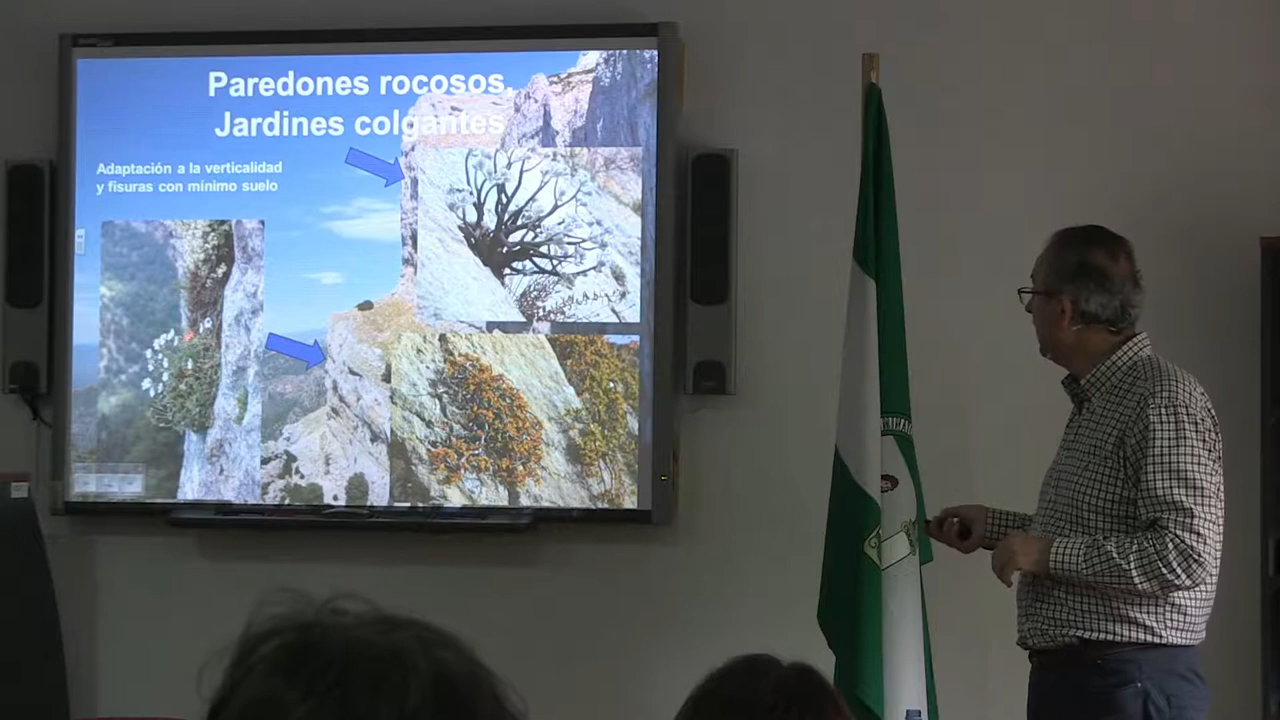 Paredones rocosos,
Jardines colgantes
Adaptación a la verticalidad
y fisuras con mínimo suelo